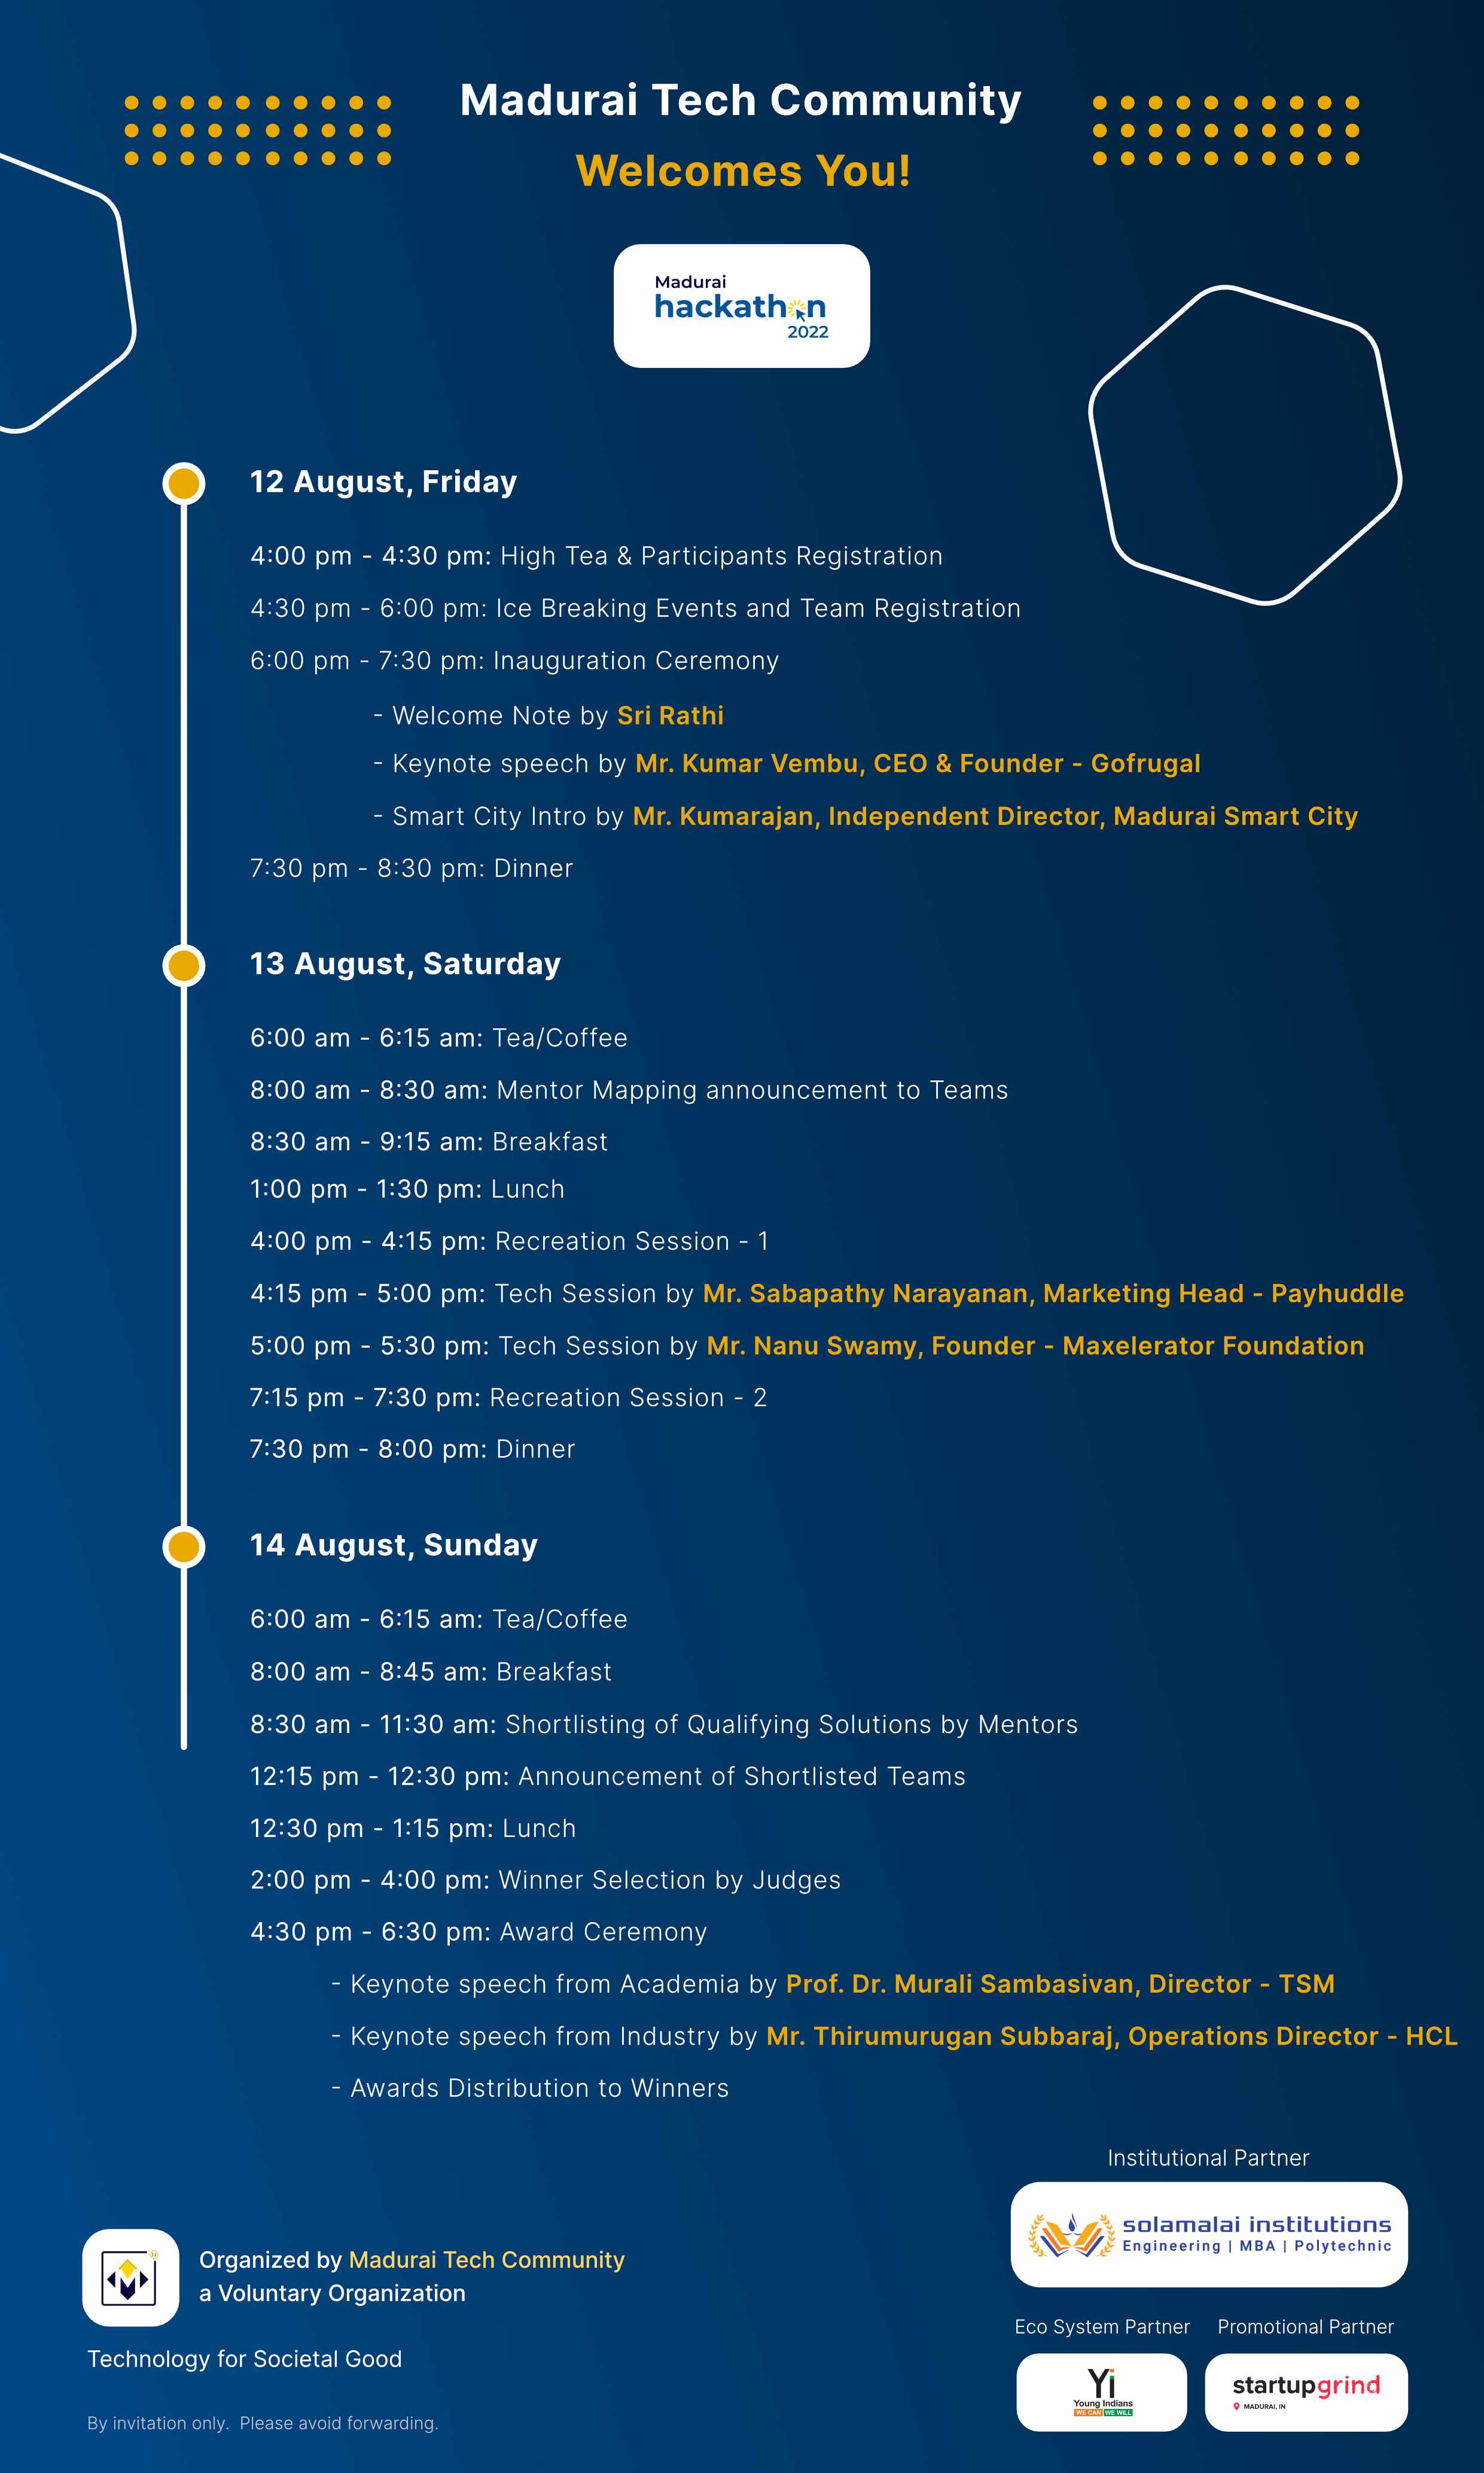 Madurai Tech Community
Welcomes You!
Madurai
hackathon
2022
12 August, Friday
4:00 pm - 4:30 pm: High Tea & Participants Registration
4:30 pm - 6:00 pm: Ice Breaking Events and Team Registration
6:00 pm - 7:30 pm: Inauguration Ceremony
- Welcome Note by Sri Rathi
- Keynote speech by Mr. Kumar Vembu, CEO & Founder - Gofrugal
- Smart City Intro by Mr. Kumarajan, Independent Director, Madurai Smart City
7:30 pm - 8:30 pm: Dinner
13 August, Saturday
6:00 am - 6:15 am: Tea/Coffee
8:00 am - 8:30 am: Mentor Mapping announcement to Teams
8:30 am - 9:15 am: Breakfast
1:00 pm - 1:30 pm: Lunch
4:00 pm - 4:15 pm: Recreation Session - 1
4:15 pm - 5:00 pm: Tech Session by Mr. Sabapathy Narayanan, Marketing Head - Payhuddle
5:00 pm - 5:30 pm: Tech Session by Mr. Nanu Swamy, Founder - Maxelerator Foundation
7:15 pm - 7:30 pm: Recreation Session - 2
7:30 pm - 8:00 pm: Dinner
14 August, Sunday
6:00 am - 6:15 am: Tea/Coffee
8:00 am - 8:45 am: Breakfast
8:30 am - 11:30 am: Shortlisting of Qualifying Solutions by Mentors
12:15 pm - 12:30 pm: Announcement of Shortlisted Teams
12:30 pm - 1:15 pm: Lunch
2:00 pm - 4:00 pm: Winner Selection by Judges
4:30 pm - 6:30 pm: Award Ceremony
- Keynote speech from Academia by Prof. Dr. Murali Sambasivan, Director - TSM
- Keynote speech from Industry by Mr. Thirumurugan Subbaraj, Operations Director - HCL
- Awards Distribution to Winners
Organized by Madurai Tech Community
a Voluntary Organization
Technology for Societal Good
By invitation only. Please avoid forwarding.
Institutional Partner
solamalai institutions
Engineering | MBA | Polytechnic
Eco System Partner
Yi
Young Indians
WE CAN WE WILL
Promotional Partner
startupgrind
MADURAI, IN